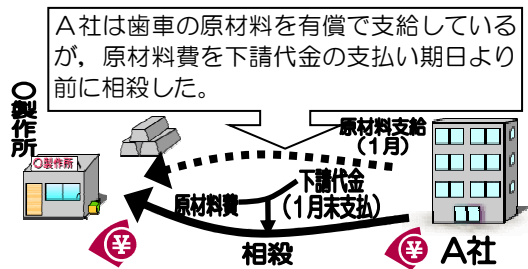 A社は歯車の原材料を有償で支給している
が，原材料費を下請代金の支払い期日より
前に相殺した。
〇製作所
〇製作所
原材料支給
（1月）
下請代金
（1月末支払）
原材料費
相殺
¥
¥
A社